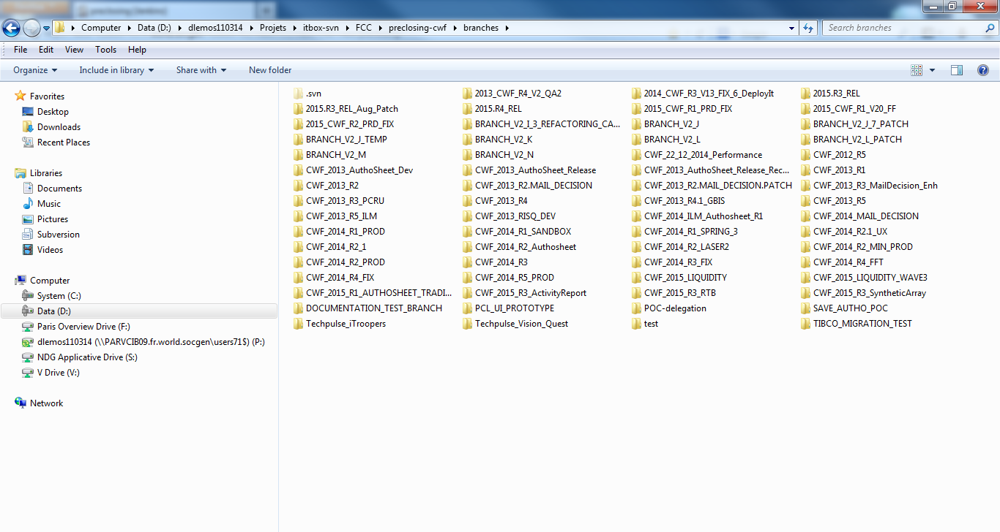 Computer Data (D:) dlemos110314 Projets itbox-svn FCC preclosing-cwf branches Search branches
File Edit View Tools Help
Organize Include in library Share with New folder
Favorites
Desktop
Downloads
Recent Places
Libraries
Documents
Music
Pictures
Subversion
Videos
Computer
System (C:)
Data (D:)
Paris Overview Drive (F:)
dlemos110314 (\\PARVCIB09.fr.world.socgen\users71$) (P:)
NDG Applicative Drive (S:)
V Drive (V:)
Network
.svn 2013_CWF_R4_V2_QA2 2014_CWF_R3_V13_FIX_6_DeployIt 2015.R3_REL
2015.R3_REL_Aug_Patch 2015.R4_REL 2015_CWF_R1_PRD_FIX 2015_CWF_R1_V20_FF
2015_CWF_R2_PRD_FIX BRANCH_V2_I_3_REFACTORING_CA... BRANCH_V2_J BRANCH_V2_J_7_PATCH
BRANCH_V2_J_TEMP BRANCH_V2_K BRANCH_V2_L BRANCH_V2_L_PATCH
BRANCH_V2_M BRANCH_V2_N CWF_22_12_2014_Performance CWF_2012_R5
CWF_2013_AuthoSheet_Dev CWF_2013_AuthoSheet_Release CWF_2013_AuthoSheet_Release_Rec... CWF_2013_R1
CWF_2013_R2 CWF_2013_R2.MAIL_DECISION CWF_2013_R2.MAIL_DECISION.PATCH CWF_2013_R3_MailDecision_Enh
CWF_2013_R3_PCRU CWF_2013_R4 CWF_2013_R4.1_GBIS CWF_2013_R5
CWF_2013_R5_ILM CWF_2013_RISQ_DEV CWF_2014_ILM_Authosheet_R1 CWF_2014_MAIL_DECISION
CWF_2014_R1_PROD CWF_2014_R1_SANDBOX CWF_2014_R1_SPRING_3 CWF_2014_R2.1_UX
CWF_2014_R2_1 CWF_2014_R2_Authosheet CWF_2014_R2_LASER2 CWF_2014_R2_MIN_PROD
CWF_2014_R2_PROD CWF_2014_R3 CWF_2014_R3_FIX CWF_2014_R4_FFT
CWF_2014_R4_FIX CWF_2014_R5_PROD CWF_2015_LIQUIDITY CWF_2015_LIQUIDITY_WAVE3
CWF_2015_R1_AUTHOSHEET_TRADI... CWF_2015_R3_ActivityReport CWF_2015_R3_RTB CWF_2015_R3_SyntheticArray
DOCUMENTATION_TEST_BRANCH PCL_UI_PROTOTYPE POC-delegation SAVE_AUTHO_POC
Techpulse_iTroopers Techpulse_Vision_Quest test TIBCO_MIGRATION_TEST